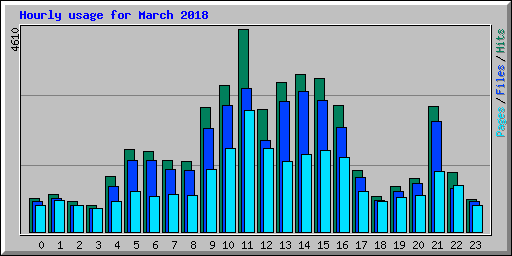 Hourly usage for March 2018
4610
Pages/Files/Hits
0 1 2 3 4 5 6 7 8 9 10 11 12 13 14 15 16 17 18 19 20 21 22 23